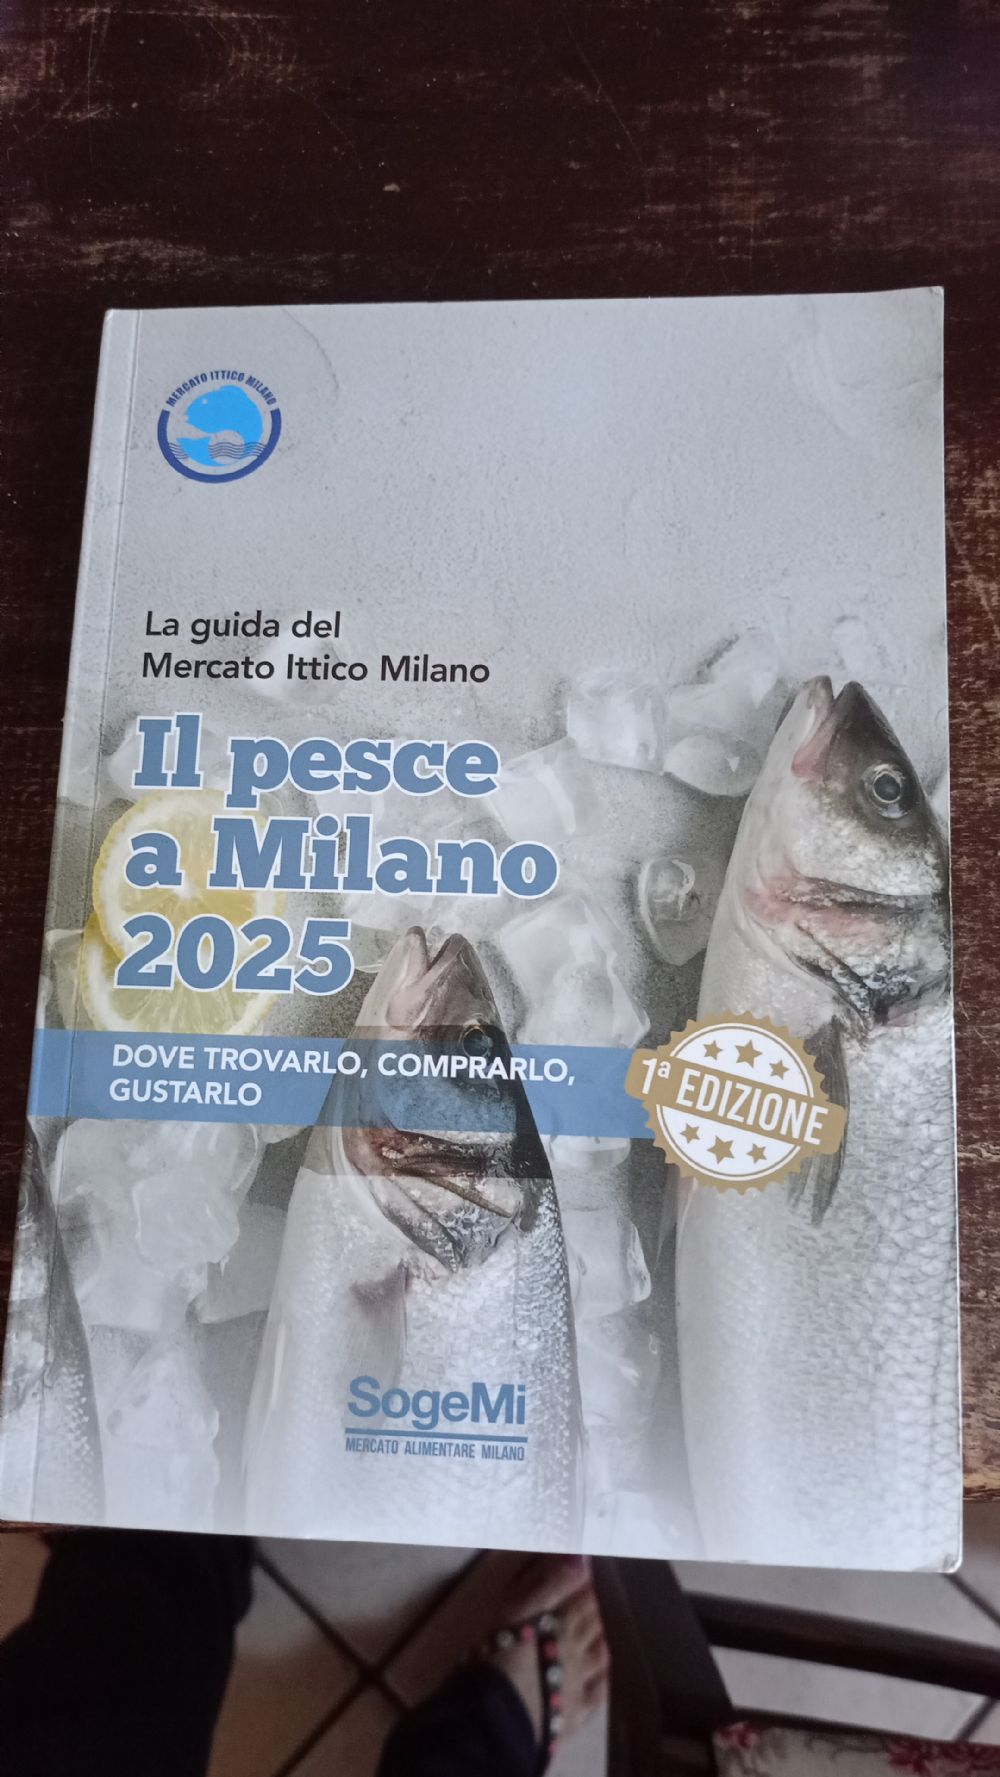 MERCATO ITTICO MILANO
La guida del
Mercato Ittico Milano
Il pesce
a Milano
2025
DOVE TROVARLO, COMPRARLO,
GUSTARLO
1ª EDIZIONE
SogeMi
MERCATO ALIMENTARE MILANO